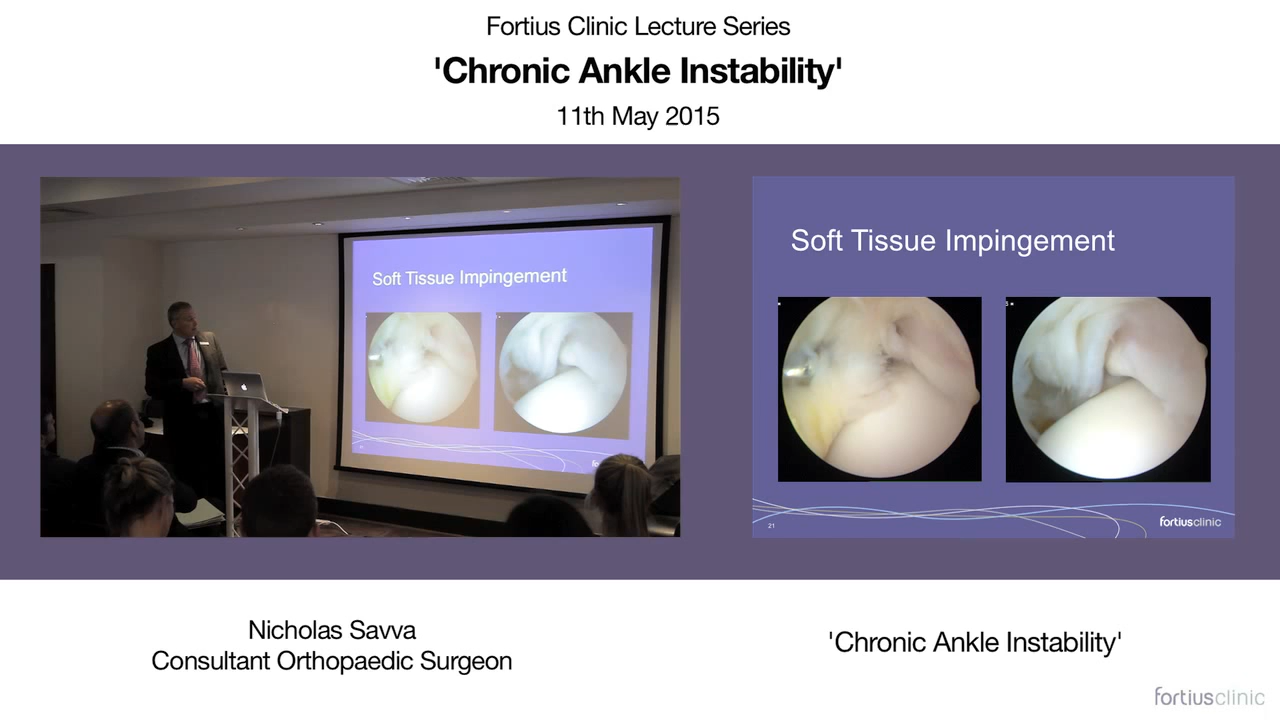 Fortius Clinic Lecture Series
'Chronic Ankle Instability'
11th May 2015
Soft Tissue Impingement
Soft Tissue Impingement
21
fortiusclinic
Nicholas Savva
Consultant Orthopaedic Surgeon
'Chronic Ankle Instability'
fortiusclinic